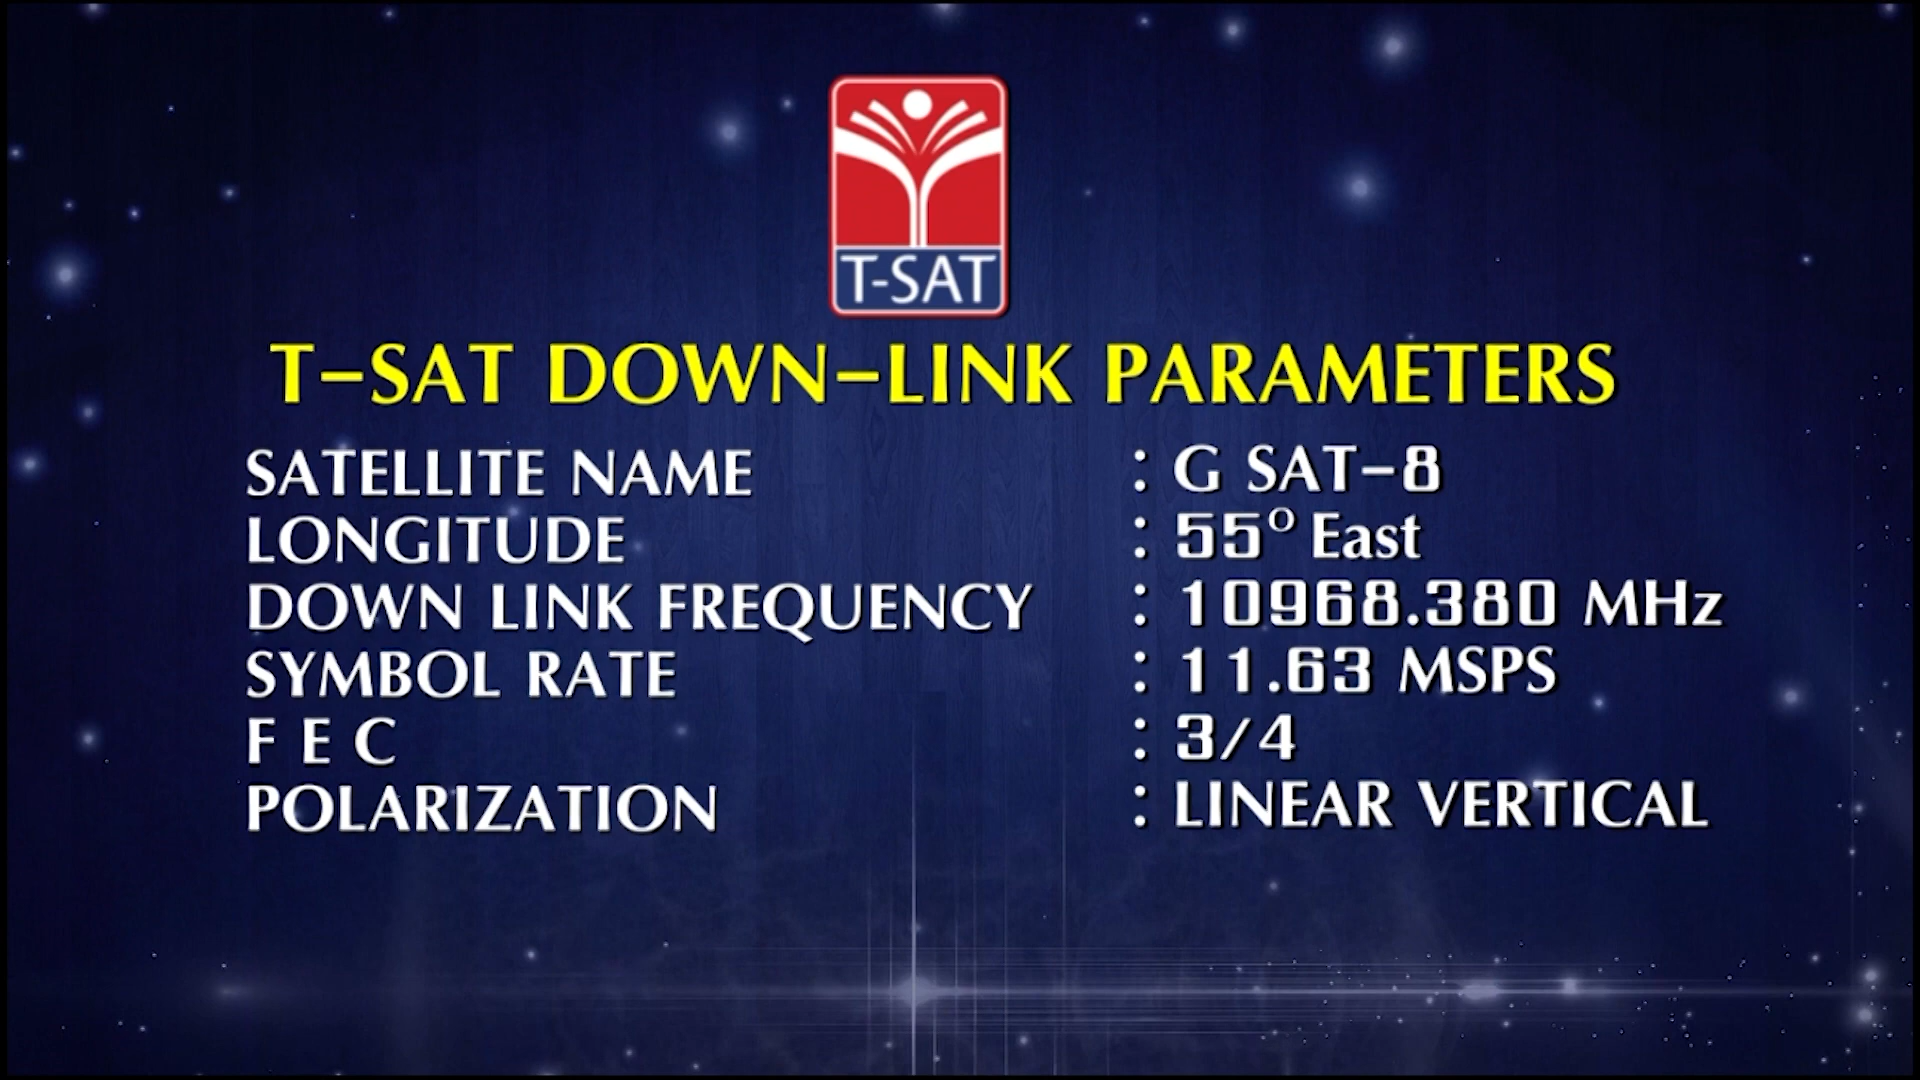 T-SAT
T-SAT DOWN-LINK PARAMETERS
SATELLITE NAME : G SAT-8
LONGITUDE : 55° East
DOWN LINK FREQUENCY : 10968.380 MHz
SYMBOL RATE : 11.63 MSPS
F E C : 3/4
POLARIZATION : LINEAR VERTICAL